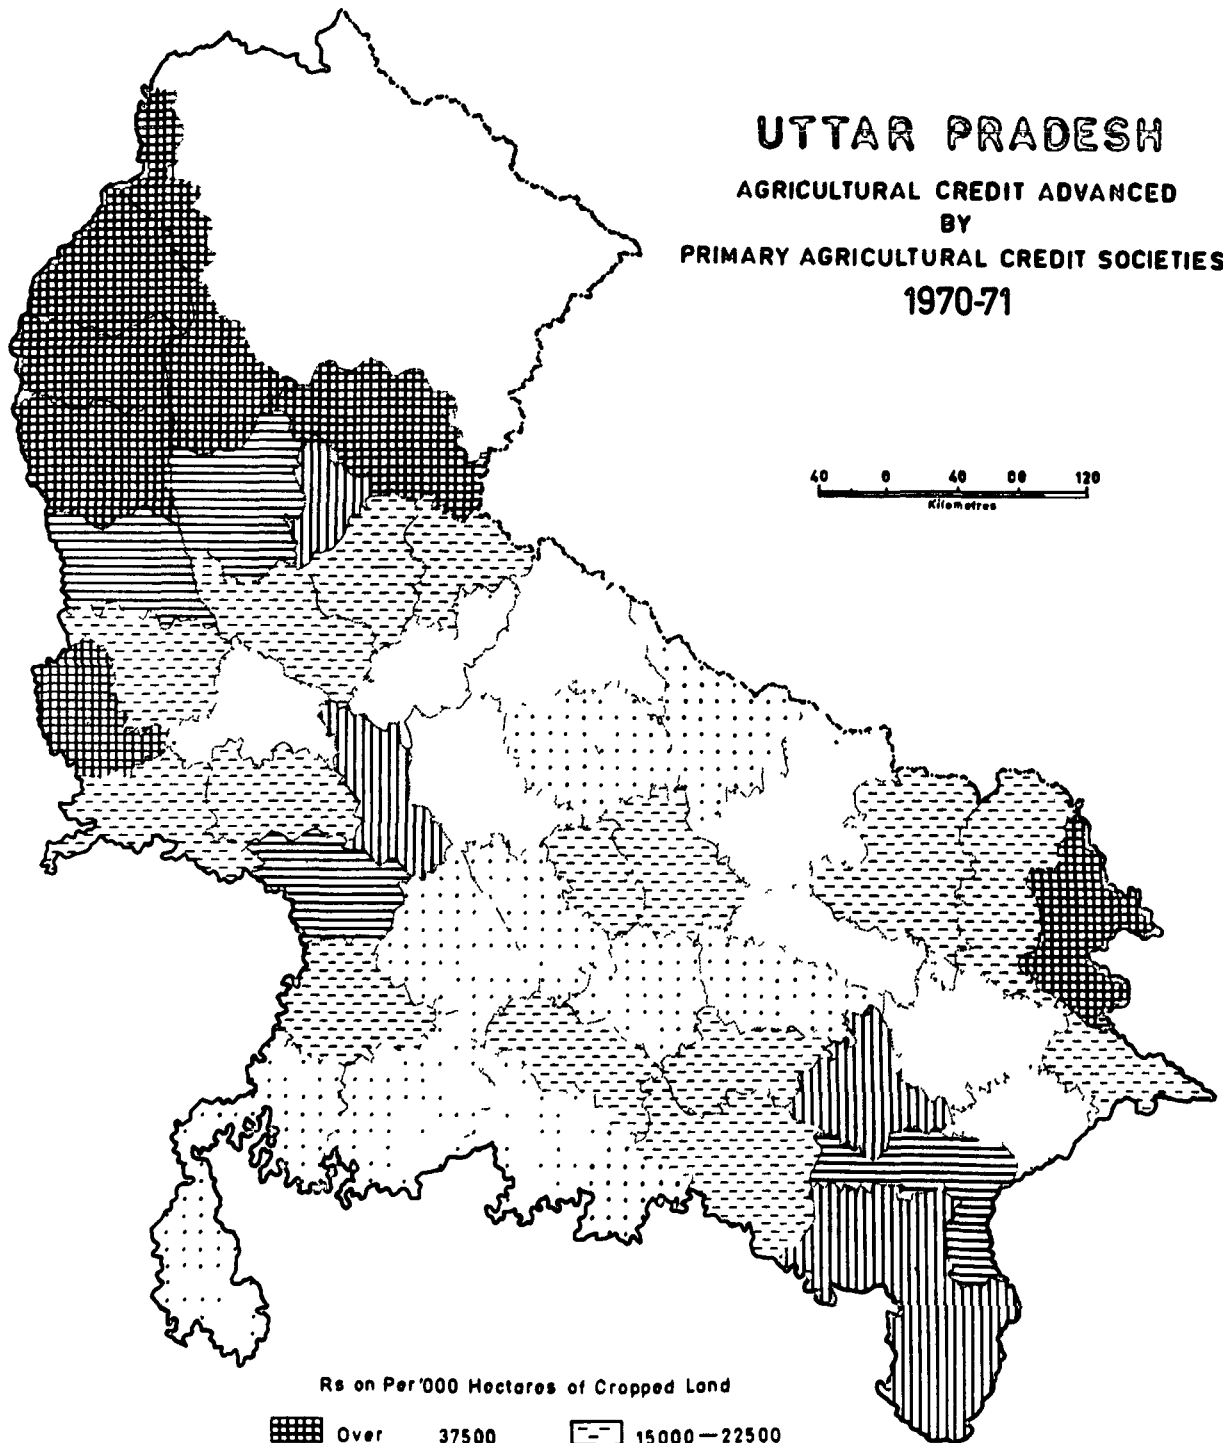 UTTAR PRADESH
AGRICULTURAL CREDIT ADVANCED
BY
PRIMARY AGRICULTURAL CREDIT SOCIETIES
1970-71
40 0 40 80 120
Kilometres
Rs on Per'000 Hectares of Cropped Land
Over 37500 15000—22500